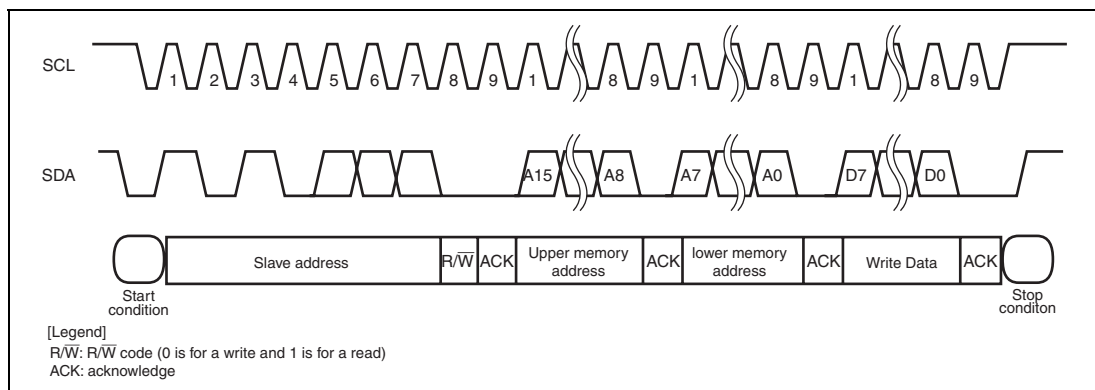 SCL
1 2 3 4 5 6 7 8 9 1 8 9 1 8 9 1 8 9
SDA
A15 A8 A7 A0 D7 D0
Slave address R/W̅ ACK Upper memory address ACK lower memory address ACK Write Data ACK
Start condition
Stop conditon
[Legend]
R/W̅: R/W̅ code (0 is for a write and 1 is for a read)
ACK: acknowledge